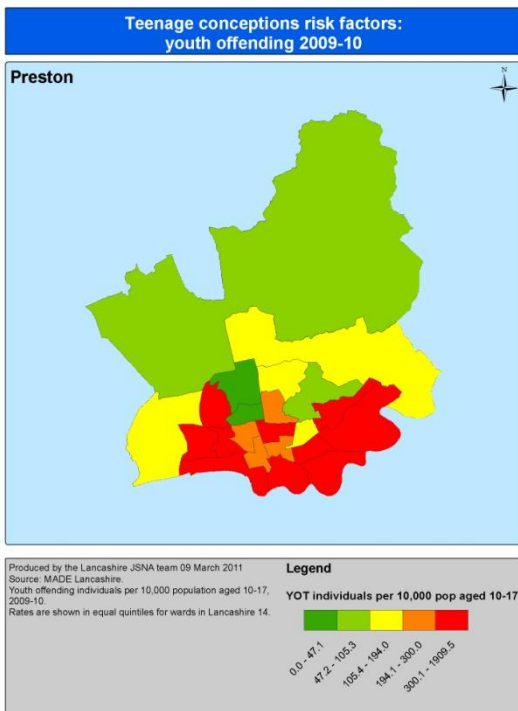 Teenage conceptions risk factors:
youth offending 2009-10
Preston
N
Produced by the Lancashire JSNA team 09 March 2011
Source: MADE Lancashire.
Youth offending individuals per 10,000 population aged 10-17,
2009-10.
Rates are shown in equal quintiles for wards in Lancashire 14.
Legend
YOT individuals per 10,000 pop aged 10-17
0.0 - 47.1
47.2 - 105.3
105.4 - 194.0
194.1 - 300.0
300.1 - 1909.5